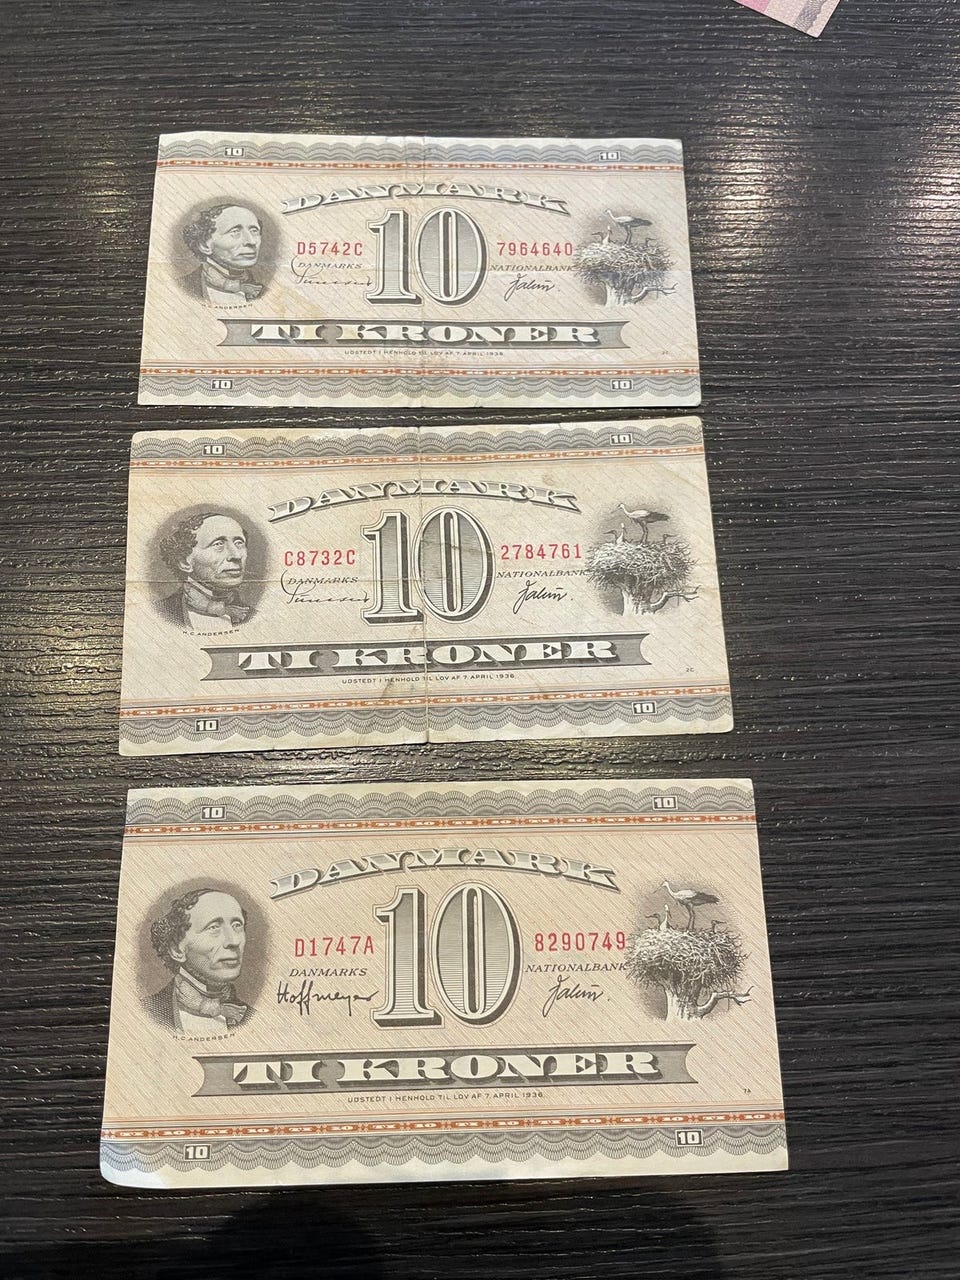 10 10
DANMARK
D5742C 10 7964640
DANMARKS NATIONALBANK
H.C.ANDERSEN
TI KRONER
UDSTEDT I HENHOLD TIL LOV AF 7. APRIL 1936.
2C
10 10
10 10
DANMARK
C8732C 10 2784761
DANMARKS NATIONALBANK
H.C.ANDERSEN
TI KRONER
UDSTEDT I HENHOLD TIL LOV AF 7. APRIL 1936.
2C
10 10
10 10
DANMARK
D1747A 10 8290749
DANMARKS NATIONALBANK
Hoffmeyer
H.C.ANDERSEN
TI KRONER
UDSTEDT I HENHOLD TIL LOV AF 7. APRIL 1936.
7A
10 10